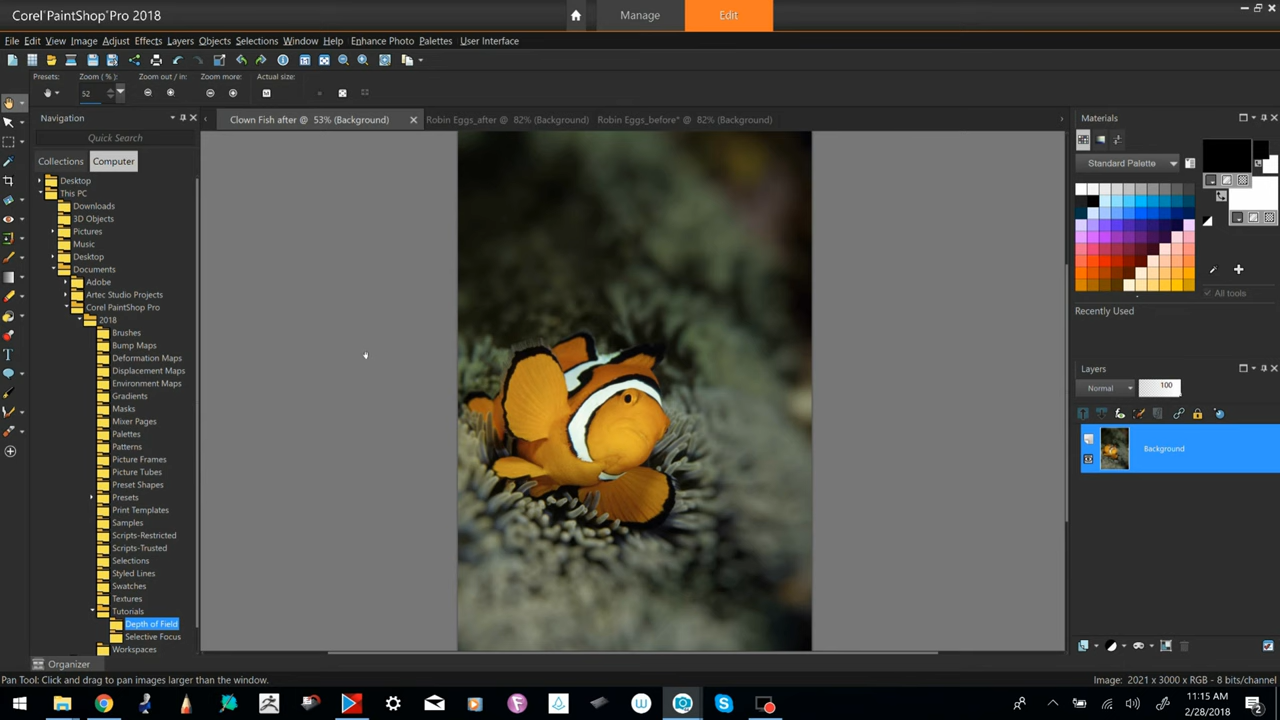 Corel® PaintShop® Pro 2018
Manage
Edit
File Edit View Image Adjust Effects Layers Objects Selections Window Help Enhance Photo Palettes User Interface
Presets: Zoom ( % ): Zoom out / in: Zoom more: Actual size:
52
Navigation
Quick Search
Collections Computer
Desktop
This PC
Downloads
3D Objects
Pictures
Music
Desktop
Documents
Adobe
Artec Studio Projects
Corel PaintShop Pro
2018
Brushes
Bump Maps
Deformation Maps
Displacement Maps
Environment Maps
Gradients
Masks
Mixer Pages
Palettes
Patterns
Picture Frames
Picture Tubes
Preset Shapes
Presets
Print Templates
Samples
Scripts-Restricted
Scripts-Trusted
Selections
Styled Lines
Swatches
Textures
Tutorials
Depth of Field
Selective Focus
Workspaces
Organizer
Clown Fish after @ 53% (Background)
Robin Eggs_after @ 82% (Background)
Robin Eggs_before* @ 82% (Background)
Materials
Standard Palette
All tools
Recently Used
Layers
Normal
100
Background
Pan Tool: Click and drag to pan images larger than the window.
Image: 2021 x 3000 x RGB - 8 bits/channel
11:15 AM
2/28/2018
2